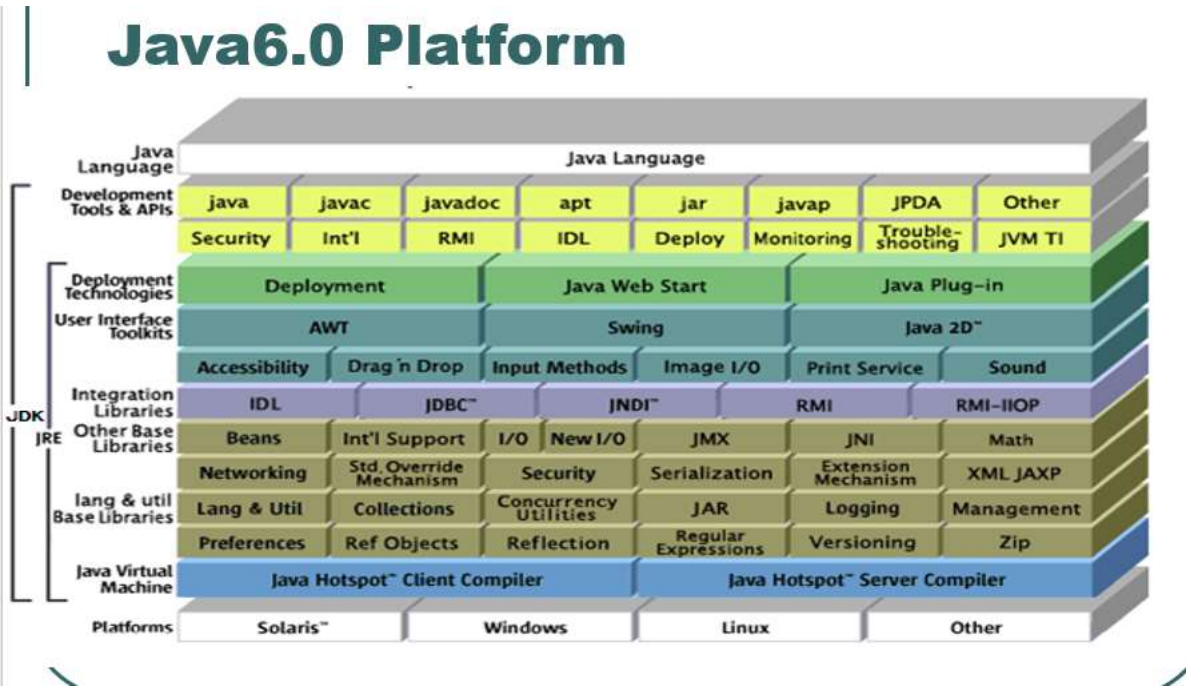 Java6.0 Platform
Java
Language
Java Language
Development
Tools & APIs
java javac javadoc apt jar javap JPDA Other
Security Int'l RMI IDL Deploy Monitoring Trouble-
shooting JVM TI
Deployment
Technologies
Deployment Java Web Start Java Plug-in
User Interface
Toolkits
AWT Swing Java 2D™
Accessibility Drag'n Drop Input Methods Image I/O Print Service Sound
Integration
Libraries
IDL JDBC™ JNDI™ RMI RMI-IIOP
JDK
JRE
Other Base
Libraries
Beans Int'l Support I/O New I/O JMX JNI Math
Networking Std. Override
Mechanism Security Serialization Extension
Mechanism XML JAXP
lang & util
Base Libraries
Lang & Util Collections Concurrency
Utilities JAR Logging Management
Preferences Ref Objects Reflection Regular
Expressions Versioning Zip
Java Virtual
Machine
Java Hotspot™ Client Compiler Java Hotspot™ Server Compiler
Platforms
Solaris™ Windows Linux Other